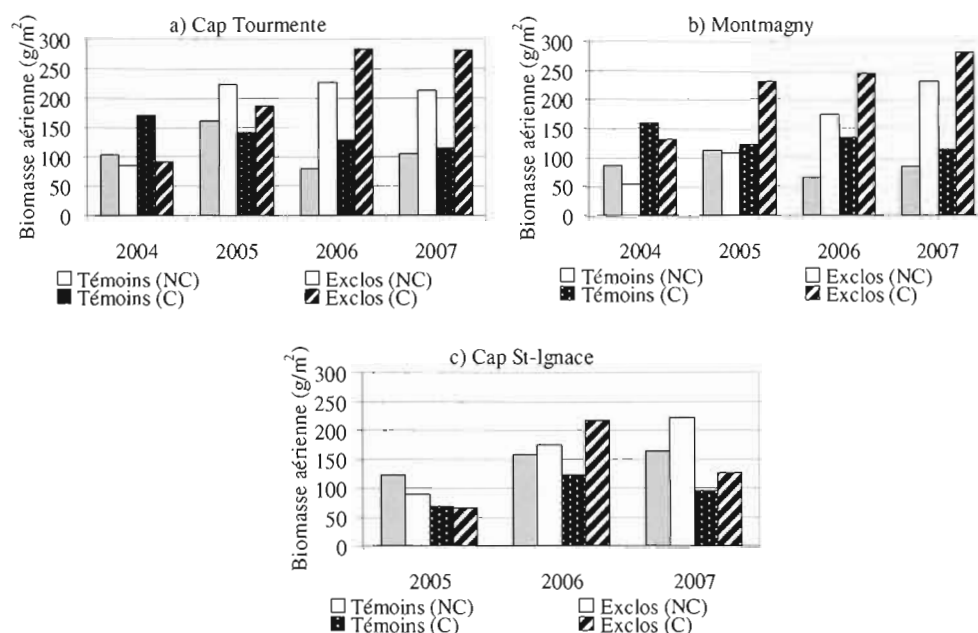 a) Cap Tourmente
Biomasse aérienne (g/m²)
300
250
200
150
100
50
0
2004 2005 2006 2007
Témoins (NC) Exclos (NC)
Témoins (C) Exclos (C)
b) Montmagny
Biomasse aérienne (g/m²)
300
250
200
150
100
50
0
2004 2005 2006 2007
Témoins (NC) Exclos (NC)
Témoins (C) Exclos (C)
c) Cap St-Ignace
Biomasse aérienne (g/m²)
300
250
200
150
100
50
0
2005 2006 2007
Témoins (NC) Exclos (NC)
Témoins (C) Exclos (C)